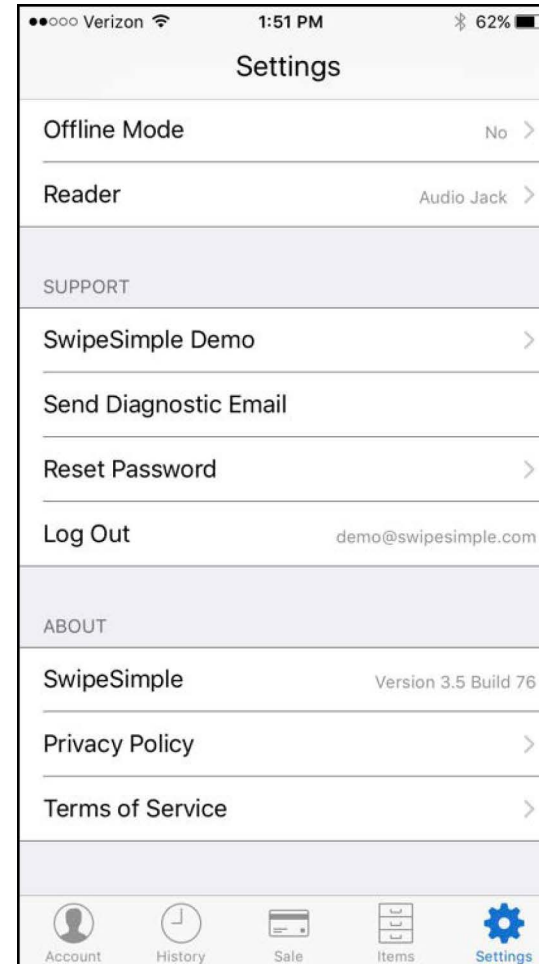 Verizon 1:51 PM 62%
Settings
Offline Mode No
Reader Audio Jack
SUPPORT
SwipeSimple Demo
Send Diagnostic Email
Reset Password
Log Out demo@swipesimple.com
ABOUT
SwipeSimple Version 3.5 Build 76
Privacy Policy
Terms of Service
Account History Sale Items Settings